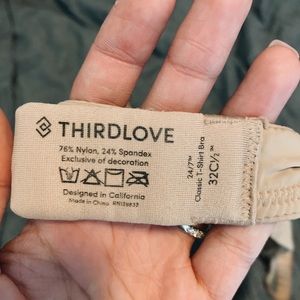 THIRDLOVE
76% Nylon, 24% Spandex
Exclusive of decoration
Designed in California
Made in China RN139837
24/7™
Classic T-Shirt Bra
32C½™